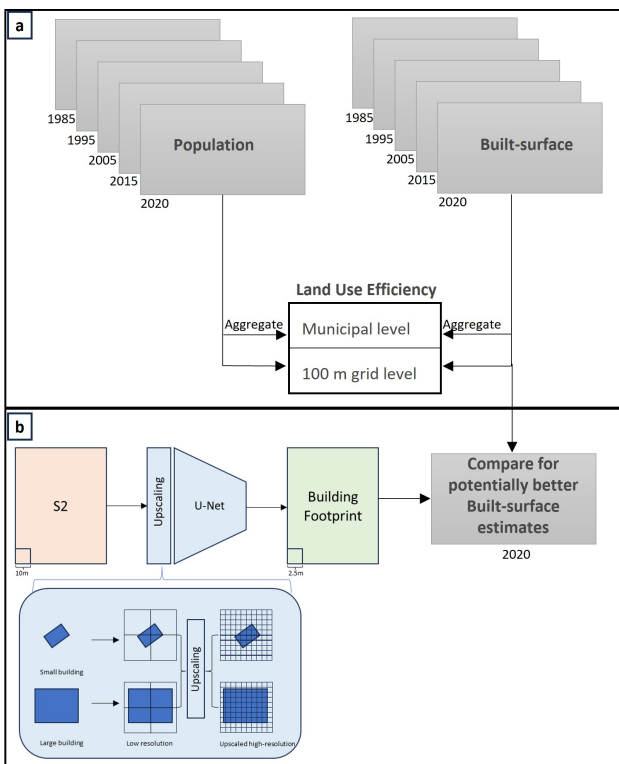 a
1985
1995
2005
2015
2020
Population
1985
1995
2005
2015
2020
Built-surface
Land Use Efficiency
Aggregate
Municipal level
Aggregate
100 m grid level
b
S2
10m
Upscaling
U-Net
Building
Footprint
2.5m
Compare for
potentially better
Built-surface
estimates
2020
Small building
Large building
Low resolution
Upscaling
Upscaled high-resolution